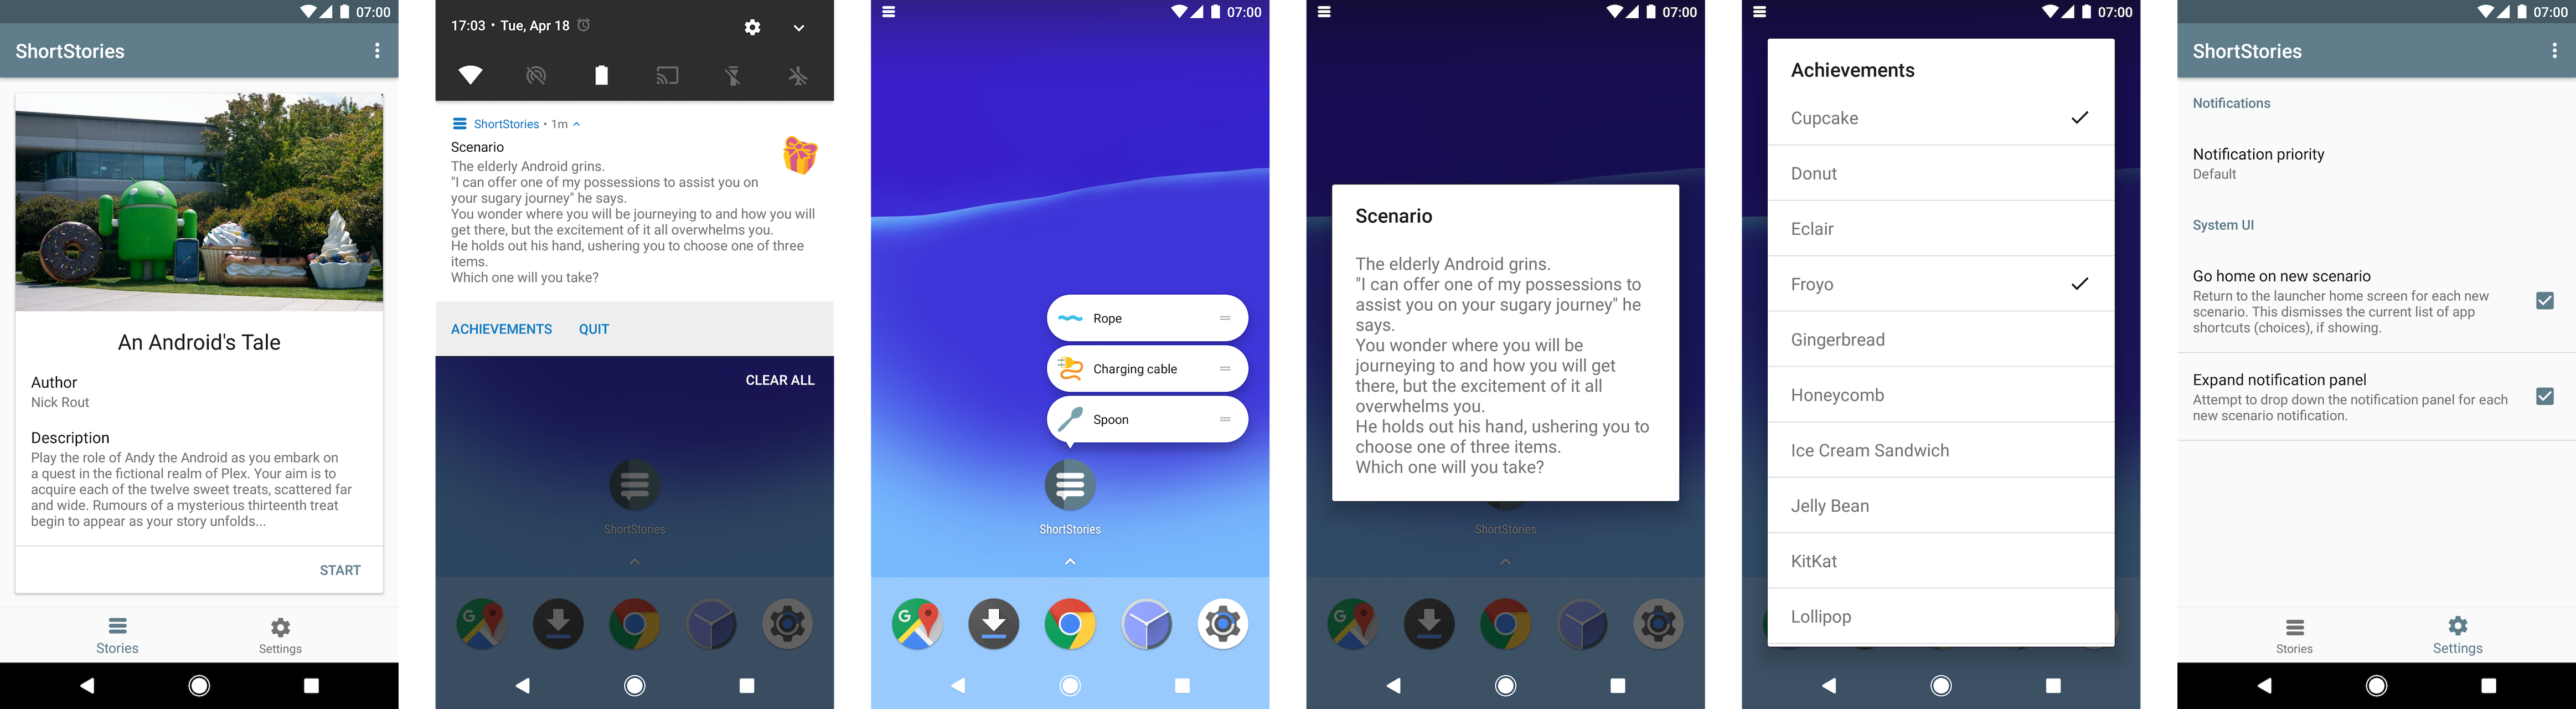 07:00
ShortStories
An Android's Tale
Author
Nick Rout
Description
Play the role of Andy the Android as you embark on
a quest in the fictional realm of Plex. Your aim is to
acquire each of the twelve sweet treats, scattered far
and wide. Rumours of a mysterious thirteenth treat
begin to appear as your story unfolds...
START
Stories
Settings
17:03 • Tue, Apr 18
ShortStories • 1m
Scenario
The elderly Android grins.
"I can offer one of my possessions to assist you on
your sugary journey" he says.
You wonder where you will be journeying to and how you will
get there, but the excitement of it all overwhelms you.
He holds out his hand, ushering you to choose one of three
items.
Which one will you take?
ACHIEVEMENTS QUIT
CLEAR ALL
ShortStories
07:00
Rope
Charging cable
Spoon
ShortStories
G
07:00
Scenario
The elderly Android grins.
"I can offer one of my possessions to
assist you on your sugary journey" he
says.
You wonder where you will be
journeying to and how you will get
there, but the excitement of it all
overwhelms you.
He holds out his hand, ushering you to
choose one of three items.
Which one will you take?
ShortStories
07:00
Achievements
Cupcake
Donut
Eclair
Froyo
Gingerbread
Honeycomb
Ice Cream Sandwich
Jelly Bean
KitKat
Lollipop
07:00
ShortStories
Notifications
Notification priority
Default
System UI
Go home on new scenario
Return to the launcher home screen for each new
scenario. This dismisses the current list of app
shortcuts (choices), if showing.
Expand notification panel
Attempt to drop down the notification panel for each
new scenario notification.
Stories
Settings